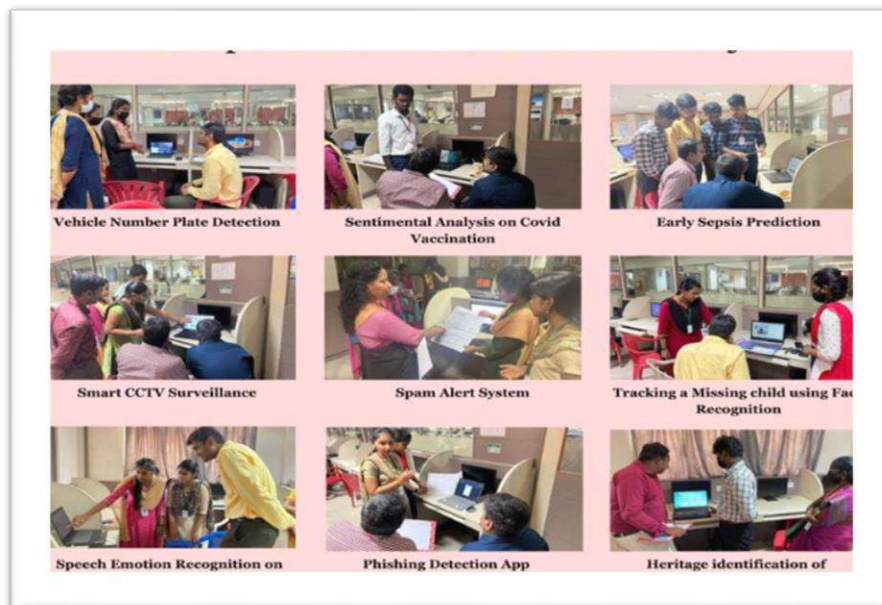 Vehicle Number Plate Detection
Sentimental Analysis on Covid
Vaccination
Early Sepsis Prediction
Smart CCTV Surveillance
Spam Alert System
Tracking a Missing child using Fac
Recognition
Speech Emotion Recognition on
Phishing Detection App
Heritage identification of